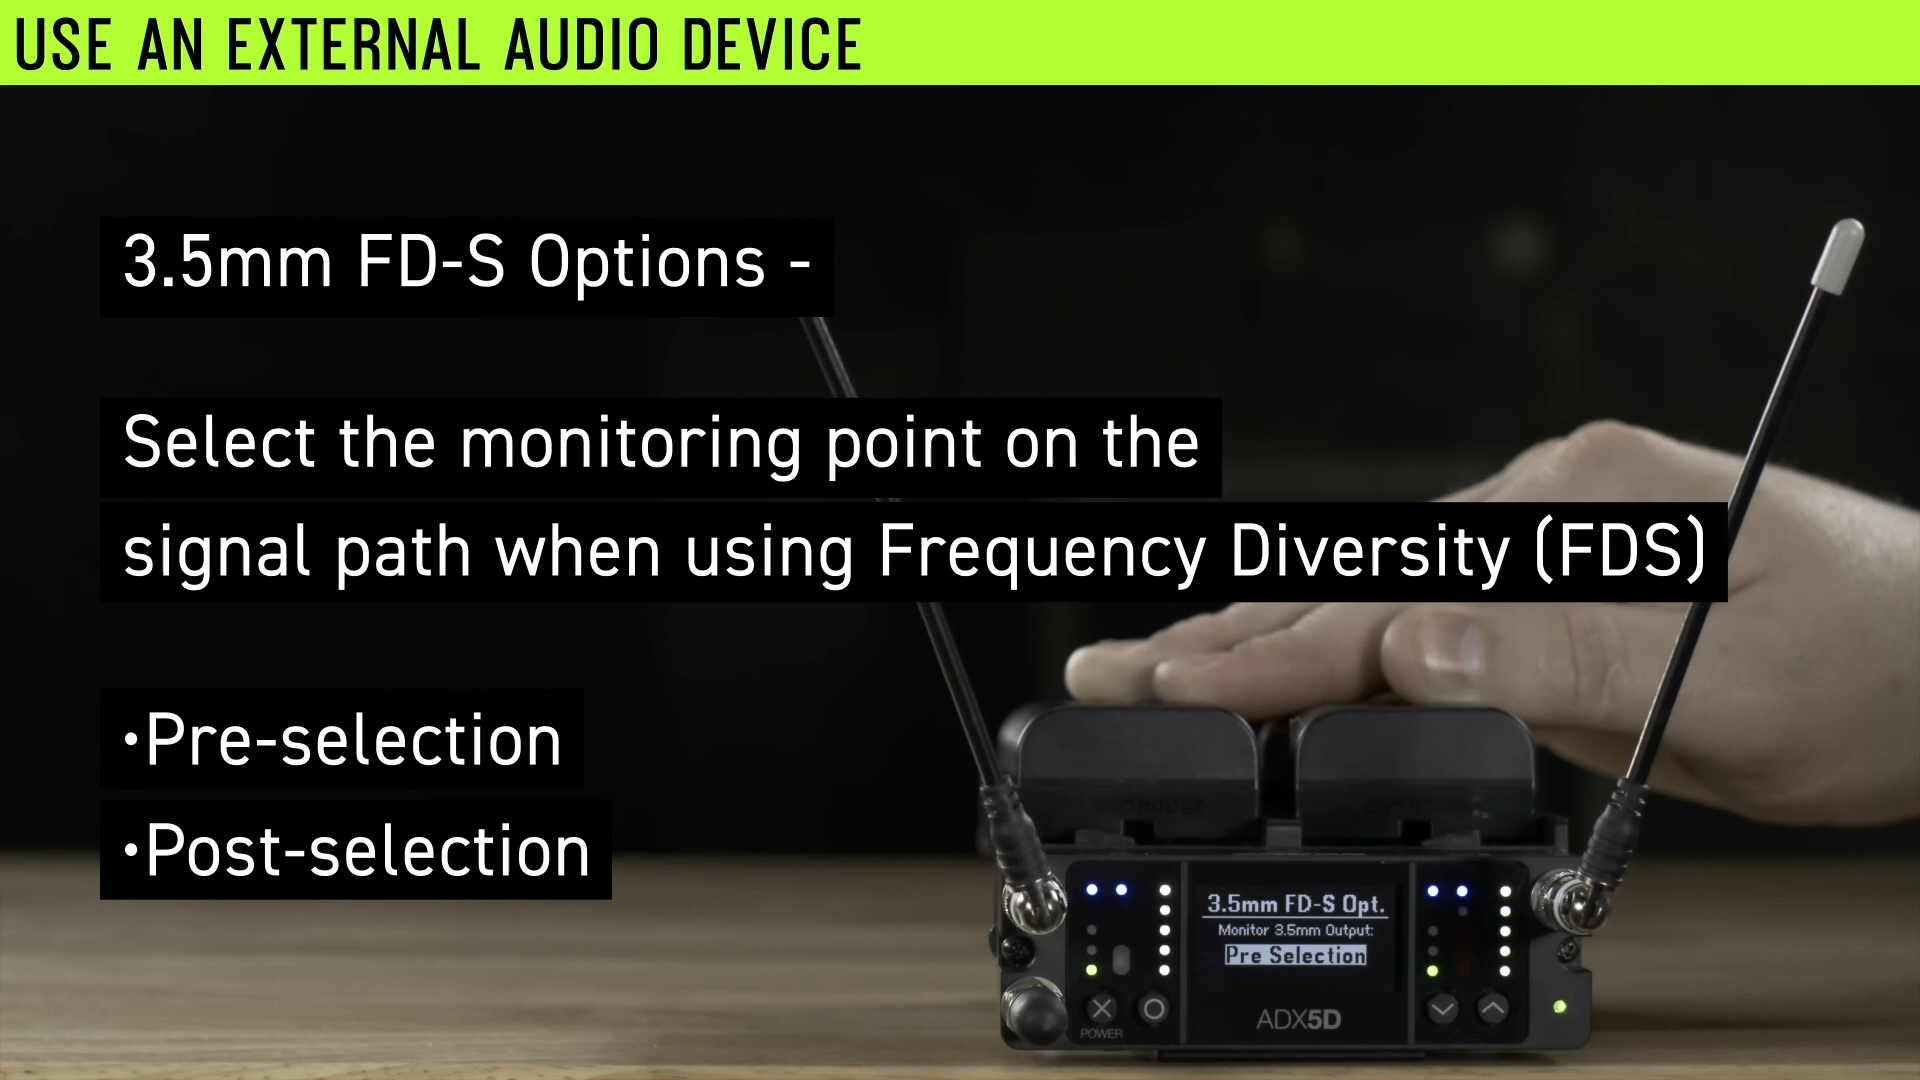 USE AN EXTERNAL AUDIO DEVICE
3.5mm FD-S Options -
Select the monitoring point on the
signal path when using Frequency Diversity (FDS)
•Pre-selection
•Post-selection
3.5mm FD-S Opt.
Monitor 3.5mm Output:
Pre Selection
ADX5D
POWER